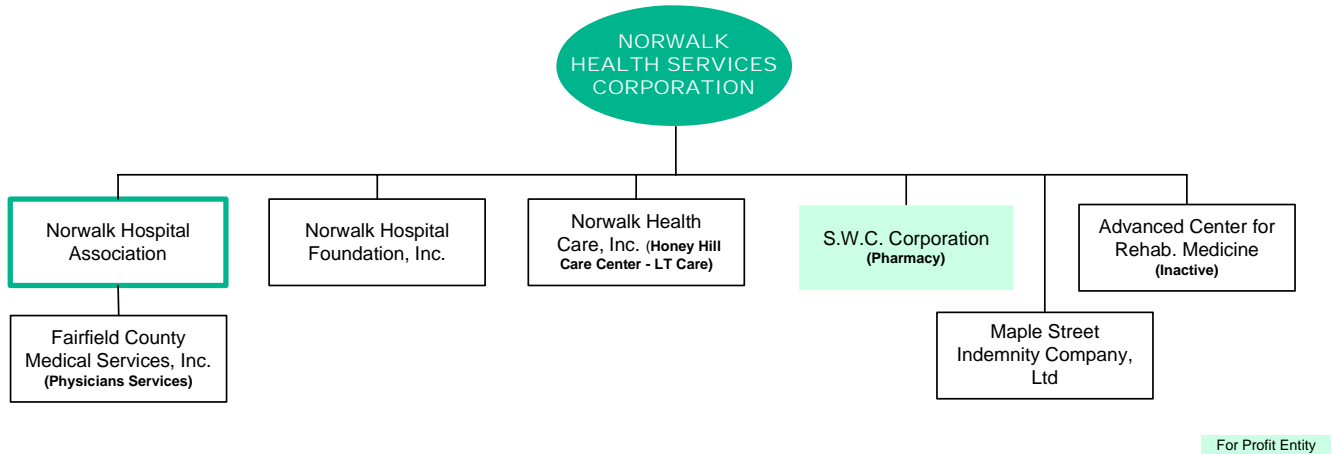 NORWALK
HEALTH SERVICES
CORPORATION
Norwalk Hospital
Association
Norwalk Hospital
Foundation, Inc.
Norwalk Health
Care, Inc. (Honey Hill
Care Center - LT Care)
S.W.C. Corporation
(Pharmacy)
Advanced Center for
Rehab. Medicine
(Inactive)
Fairfield County
Medical Services, Inc.
(Physicians Services)
Maple Street
Indemnity Company,
Ltd
For Profit Entity